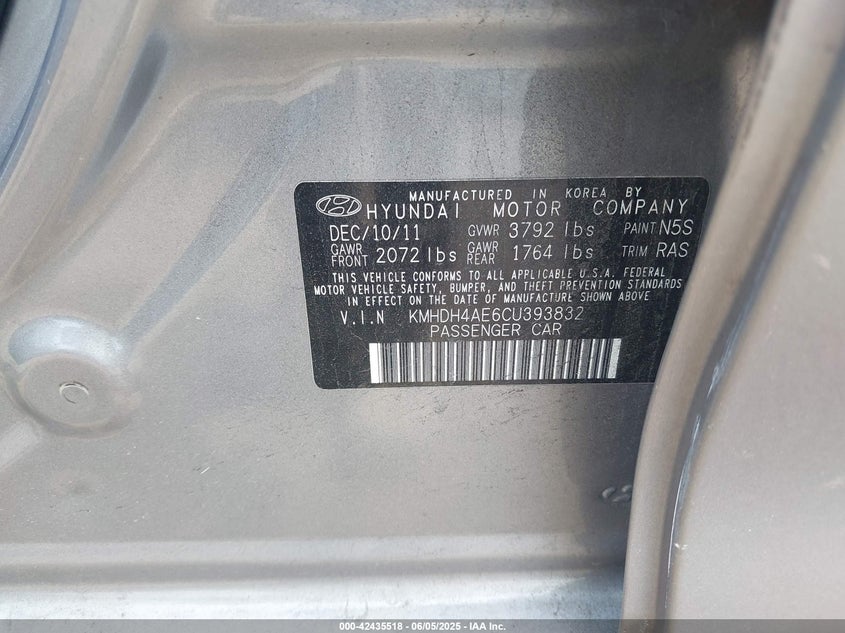 MANUFACTURED IN KOREA BY
HYUNDAI MOTOR COMPANY
DEC/10/11 GVWR 3792 lbs PAINT N5S
GAWR FRONT 2072 lbs GAWR REAR 1764 lbs TRIM RAS
THIS VEHICLE CONFORMS TO ALL APPLICABLE U.S.A. FEDERAL
MOTOR VEHICLE SAFETY, BUMPER, AND THEFT PREVENTION STANDARDS
IN EFFECT ON THE DATE OF MANUFACTURE SHOWN ABOVE
V.I.N KMHDH4AE6CU393832
PASSENGER CAR
000-42435518 - 06/05/2025 - IAA Inc.